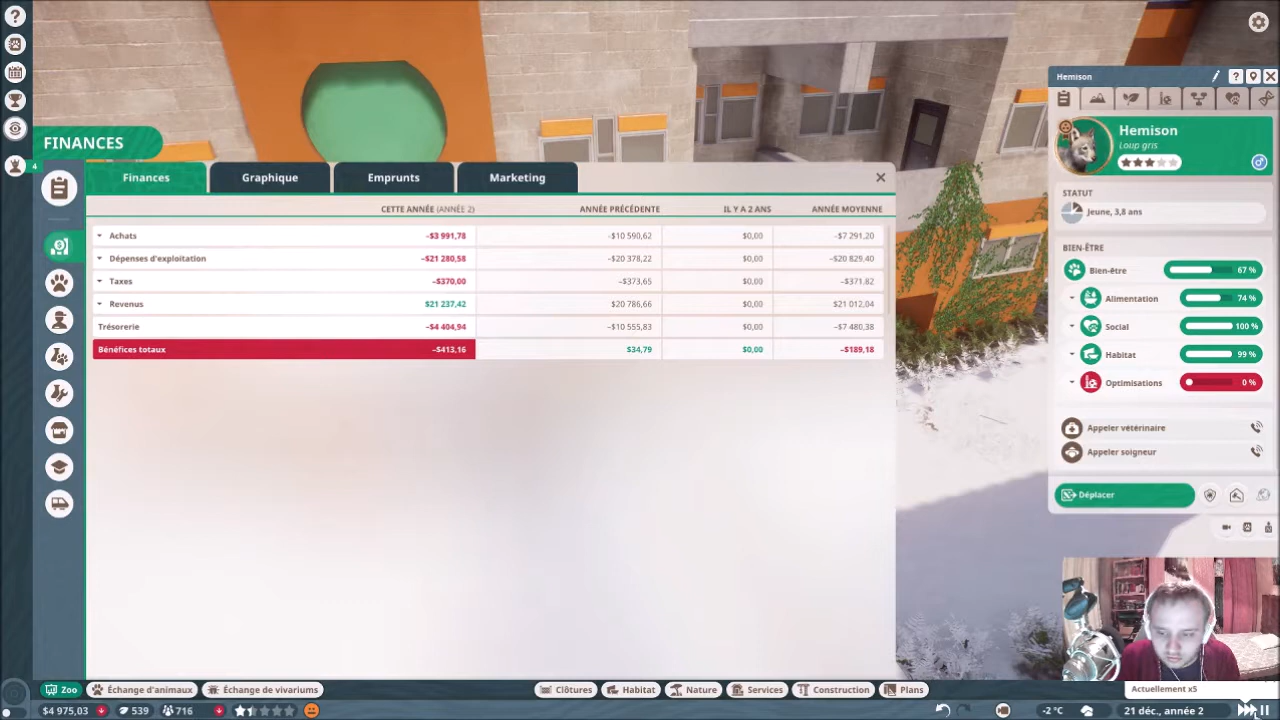 FINANCES
4
Finances Graphique Emprunts Marketing
CETTE ANNÉE (ANNÉE 2) ANNÉE PRÉCÉDENTE IL Y A 2 ANS ANNÉE MOYENNE
Achats -$3 991,78 -$10 590,62 $0,00 -$7 291,20
Dépenses d'exploitation -$21 280,58 -$20 378,22 $0,00 -$20 829,40
Taxes -$370,00 -$373,65 $0,00 -$371,82
Revenus $21 237,42 $20 786,66 $0,00 $21 012,04
Trésorerie -$4 404,94 -$10 555,83 $0,00 -$7 480,38
Bénéfices totaux -$413,16 $34,79 $0,00 -$189,18
Hemison
Hemison
Loup gris
STATUT
Jeune, 3,8 ans
BIEN-ÊTRE
Bien-être 67 %
Alimentation 74 %
Social 100 %
Habitat 99 %
Optimisations 0 %
Appeler vétérinaire
Appeler soigneur
Déplacer
Actuellement x5
Zoo Échange d'animaux Échange de vivariums Clôtures Habitat Nature Services Construction Plans
$4 975,03 539 716 -2 °C 21 déc., année 2